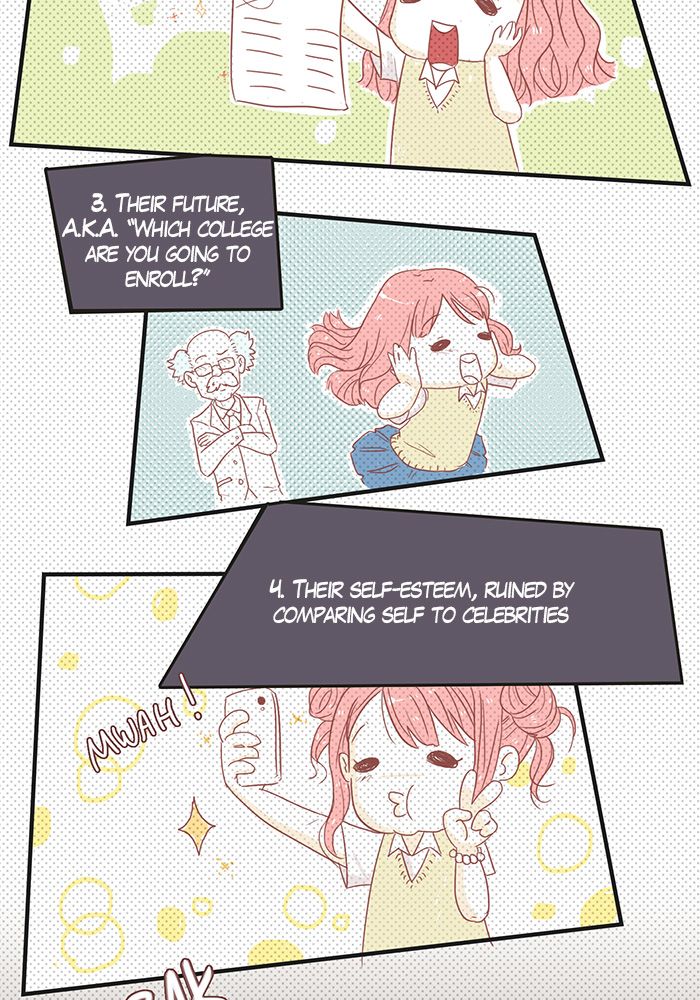 3. THEIR FUTURE,
A.K.A. "WHICH COLLEGE
ARE YOU GOING TO
ENROLL?"
4. THEIR SELF-ESTEEM, RUINED BY
COMPARING SELF TO CELEBRITIES
MWAH!